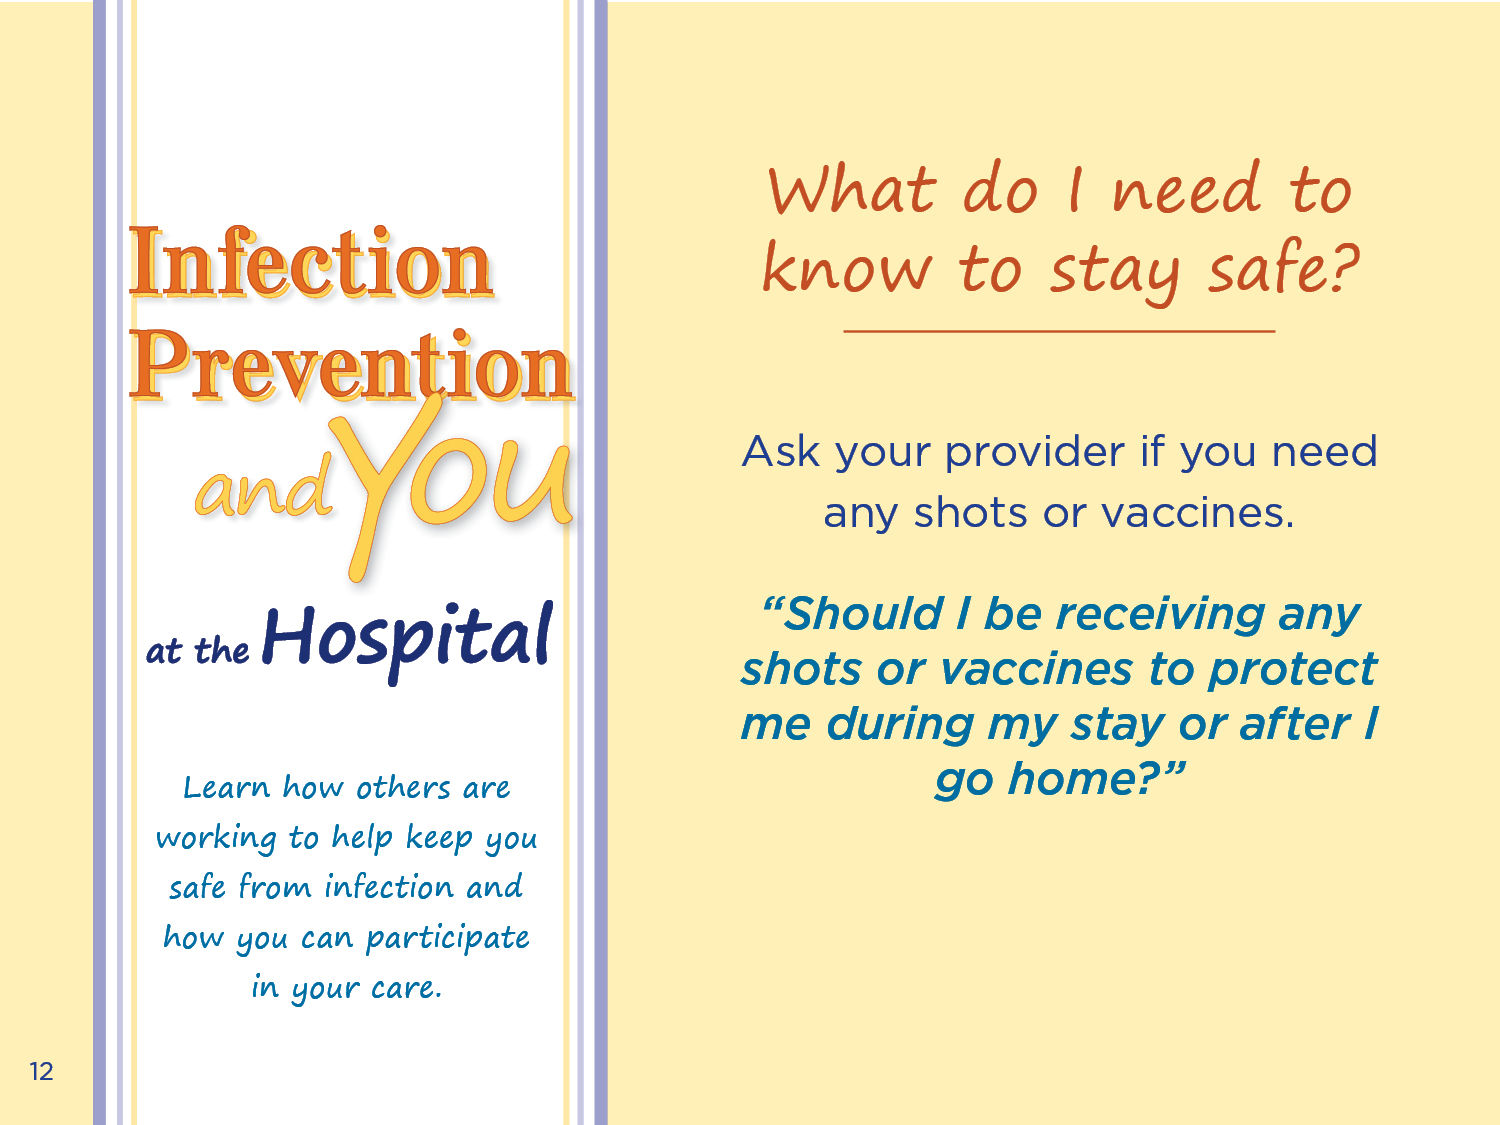 Infection
Prevention
and You
at the Hospital
Learn how others are
working to help keep you
safe from infection and
how you can participate
in your care.
12
What do I need to
know to stay safe?
Ask your provider if you need
any shots or vaccines.
“Should I be receiving any
shots or vaccines to protect
me during my stay or after I
go home?”